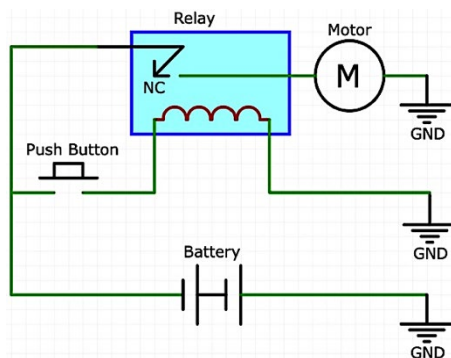 Relay
Motor
M
NC
GND
Push Button
GND
Battery
GND